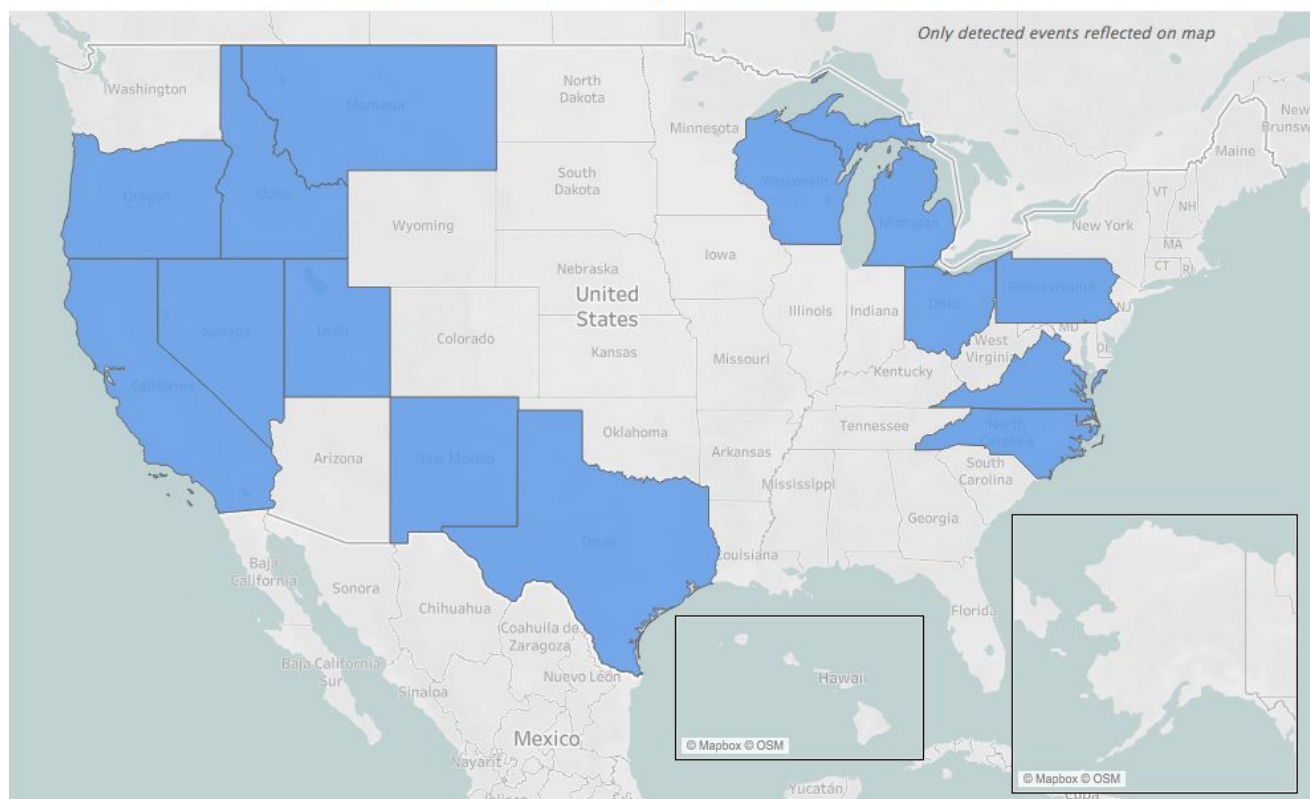 Only detected events reflected on map
Washington
Montana
North
Dakota
Minnesota
New
Brunsw
Maine
Oregon
Idaho
South
Dakota
Wisconsin
Michigan
VT
NH
New York
Wyoming
MA
CT
RI
Iowa
Nebraska
United
States
Nevada
Utah
Colorado
Illinois
Indiana
Ohio
Pennsylvania
NJ
MD
DE
West
Virginia
Kansas
Missouri
Kentucky
California
North
Carolina
Tennessee
Oklahoma
Arkansas
Arizona
New Mexico
South
Carolina
Mississippi
Georgia
Texas
Louisiana
Baja
California
Sonora
Chihuahua
Coahuila de
Zaragoza
Florida
Baja California
Sur
Nuevo León
Sinaloa
Hawaii
Mexico
© Mapbox © OSM
Nayarit
© Mapbox © OSM
Yucatán
Cuba